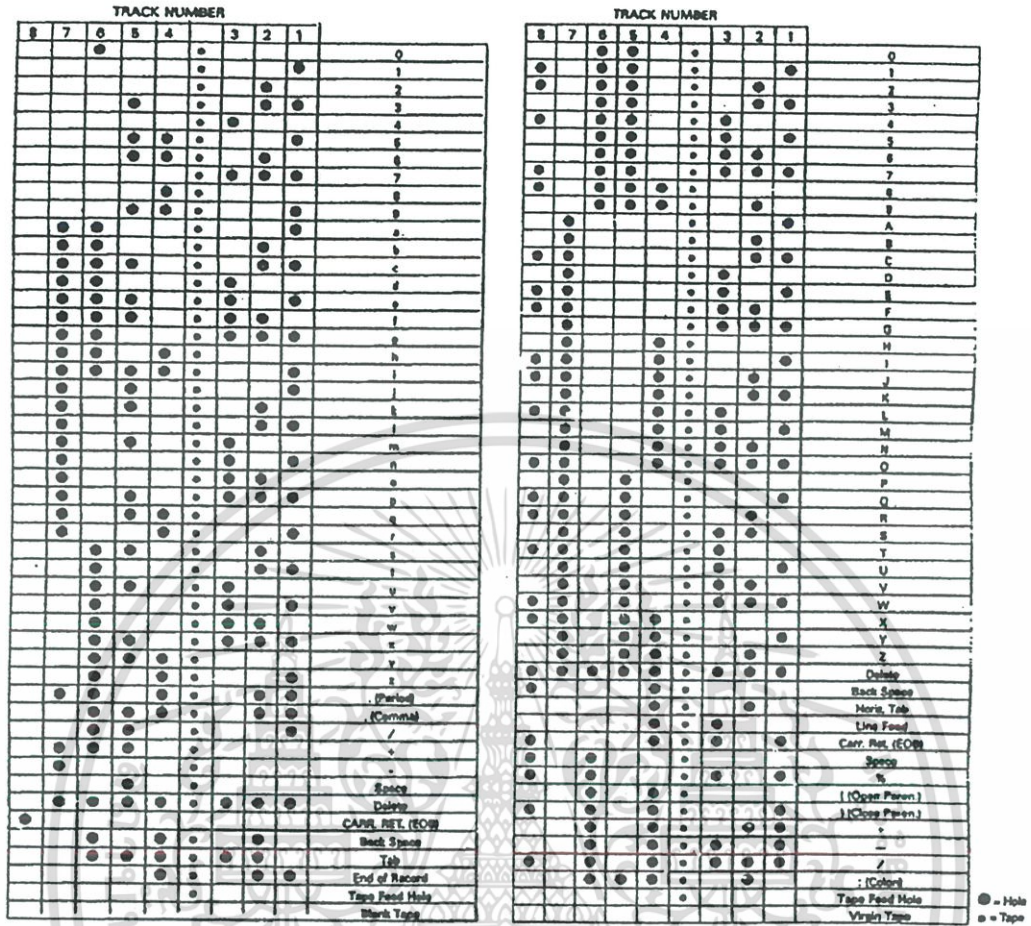 TRACK NUMBER
8 7 6 5 4 3 2 1
0
1
2
3
4
5
6
7
8
9
a
b
c
d
e
f
g
h
i
j
k
l
m
n
o
p
q
r
s
t
u
v
w
x
y
z
. (Period)
, (Comma)
/
+
-
Space
Delete
CARR. RET. (EOB)
Back Space
Tab
End of Record
Tape Feed Hole
Blank Tape
TRACK NUMBER
8 7 6 5 4 3 2 1
0
1
2
3
4
5
6
7
8
9
A
B
C
D
E
F
G
H
I
J
K
L
M
N
O
P
Q
R
S
T
U
V
W
X
Y
Z
Delete
Back Space
Horiz. Tab
Line Feed
Carr. Ret. (EOB)
Space
%
( (Open Paren.)
) (Close Paren.)
+
—
/
: (Colon)
Tape Feed Hole
Virgin Tape
= Hole
= Tape